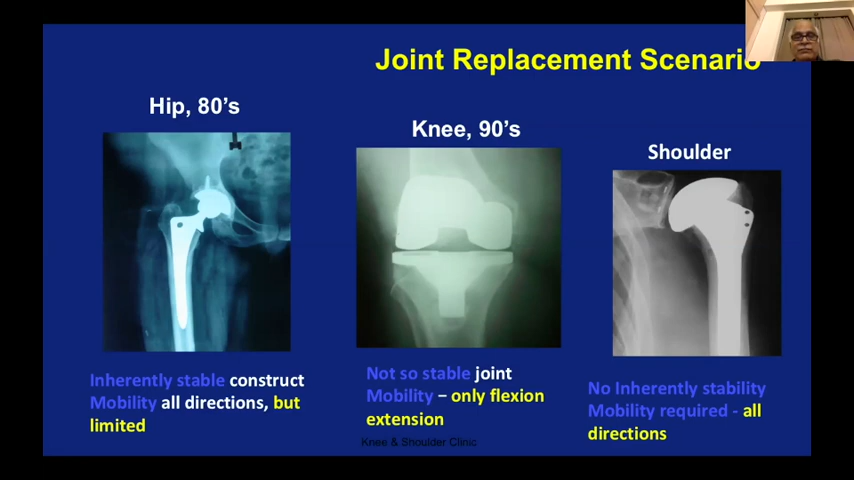 Joint Replacement Scenario
Hip, 80's
Knee, 90's
Shoulder
Inherently stable construct
Mobility all directions, but
limited
Not so stable joint
Mobility – only flexion
extension
No Inherently stability
Mobility required - all
directions
Knee & Shoulder Clinic